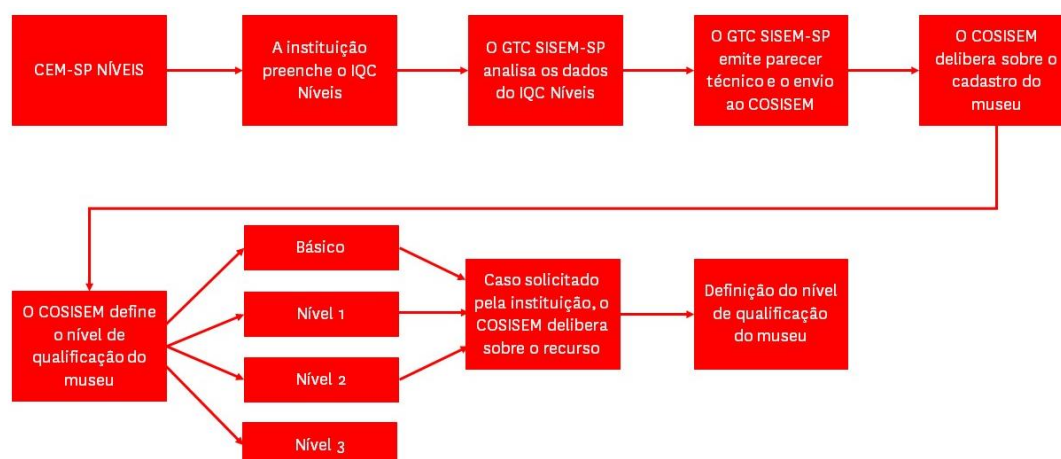 CEM-SP NÍVEIS
A instituição
preenche o IQC
Níveis
O GTC SISEM-SP
analisa os dados
do IQC Níveis
O GTC SISEM-SP
emite parecer
técnico e o envio
ao COSISEM
O COSISEM
delibera sobre o
cadastro do
museu
O COSISEM define
o nível de
qualificação do
museu
Básico
Nível 1
Nível 2
Nível 3
Caso solicitado
pela instituição, o
COSISEM delibera
sobre o recurso
Definição do nível
de qualificação
do museu